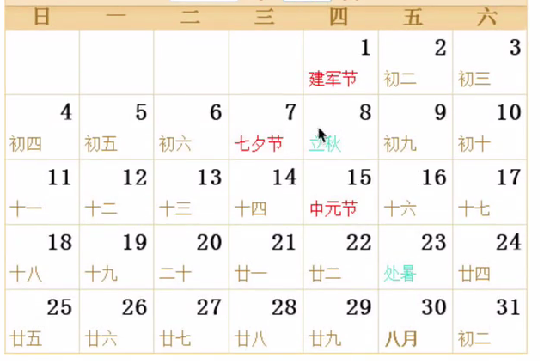 日 一 二 三 四 五 六
1 2 3
建军节 初二 初三
4 5 6 7 8 9 10
初四 初五 初六 七夕节 立秋 初九 初十
11 12 13 14 15 16 17
十一 十二 十三 十四 中元节 十六 十七
18 19 20 21 22 23 24
十八 十九 二十 廿一 廿二 处暑 廿四
25 26 27 28 29 30 31
廿五 廿六 廿七 廿八 廿九 八月 初二